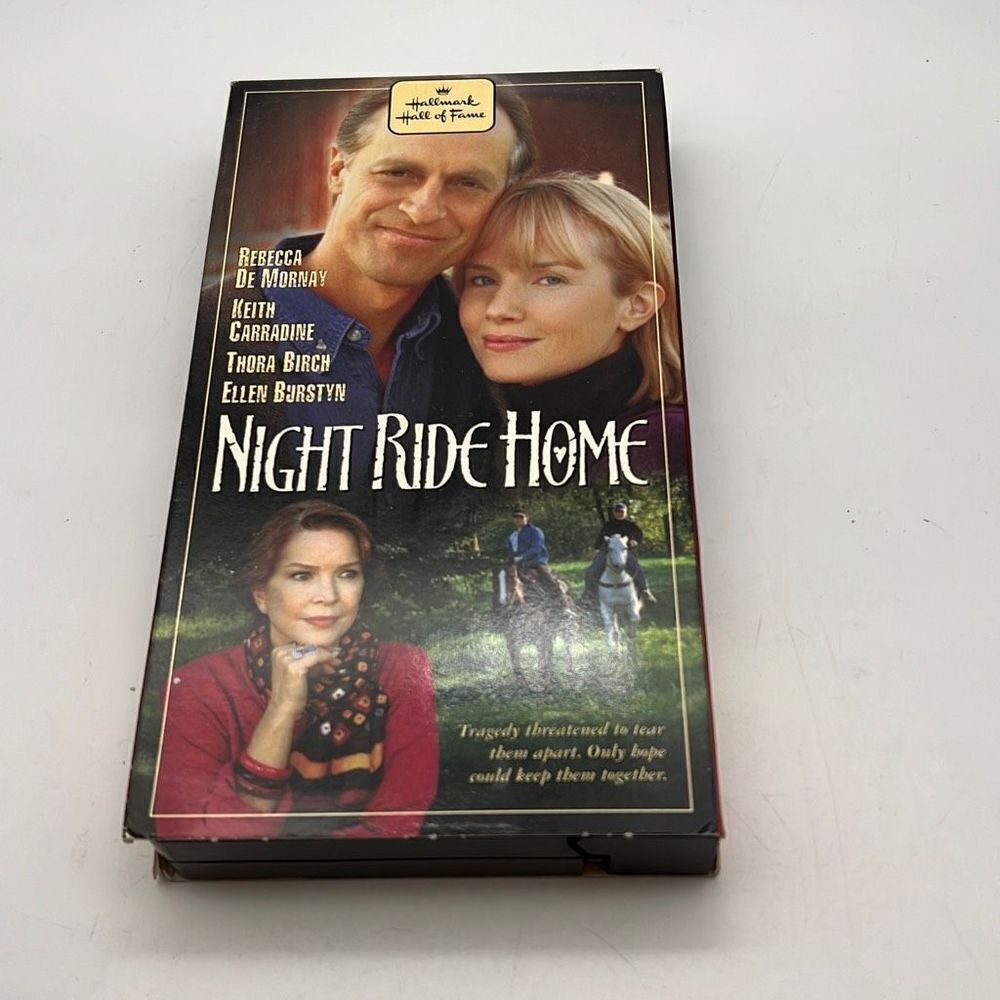 Hallmark
Hall of Fame
REBECCA
DE MORNAY
KEITH
CARRADINE
THORA BIRCH
ELLEN BURSTYN
NIGHT RIDE HOME
Tragedy threatened to tear
them apart. Only hope
could keep them together.